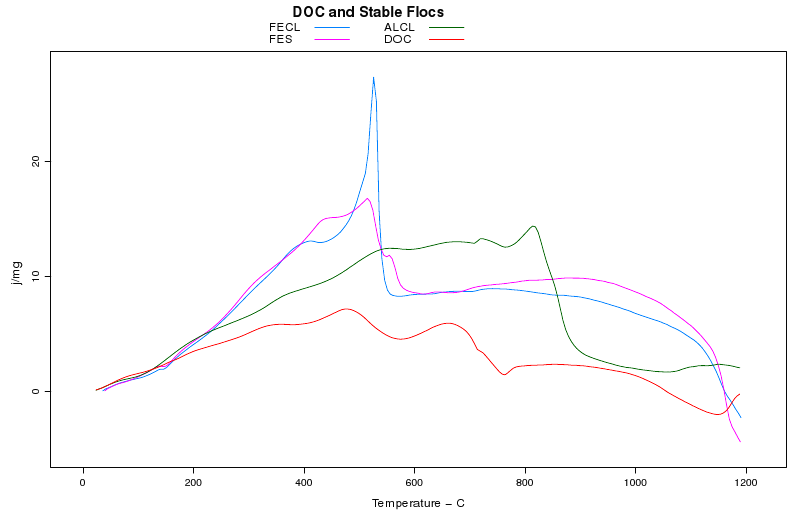 DOC and Stable Flocs
FECL ALCL
FES DOC
20
10
0
j/mg
0 200 400 600 800 1000 1200
Temperature – C